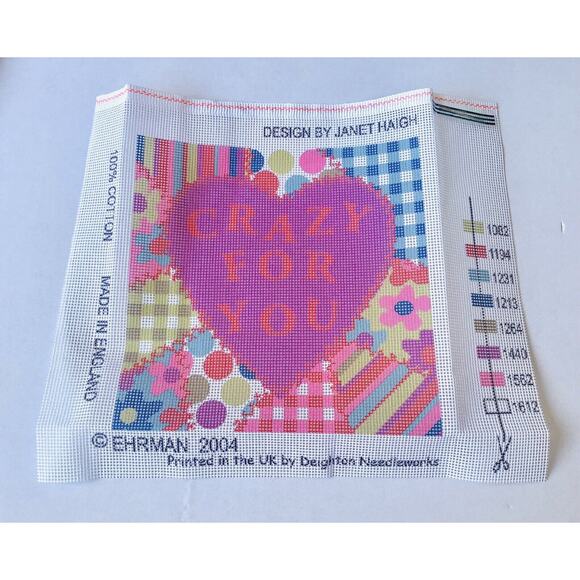 DESIGN BY JANET HAIGH
100% COTTON
MADE IN ENGLAND
CRAZY
FOR
YOU
1082
1194
1231
1213
1264
1440
1562
1612
© EHRMAN 2004
Printed in the UK by Deighton Needleworks